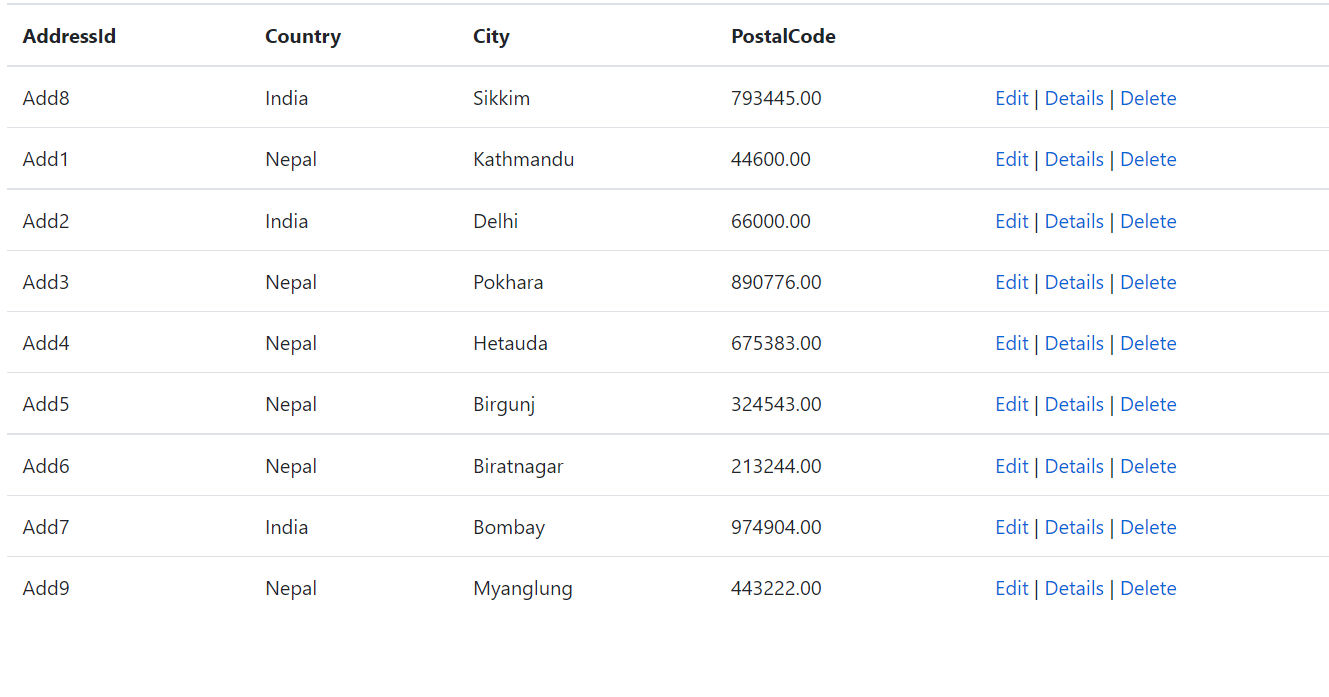 AddressId Country City PostalCode
Add8 India Sikkim 793445.00 Edit | Details | Delete
Add1 Nepal Kathmandu 44600.00 Edit | Details | Delete
Add2 India Delhi 66000.00 Edit | Details | Delete
Add3 Nepal Pokhara 890776.00 Edit | Details | Delete
Add4 Nepal Hetauda 675383.00 Edit | Details | Delete
Add5 Nepal Birgunj 324543.00 Edit | Details | Delete
Add6 Nepal Biratnagar 213244.00 Edit | Details | Delete
Add7 India Bombay 974904.00 Edit | Details | Delete
Add9 Nepal Myanglung 443222.00 Edit | Details | Delete